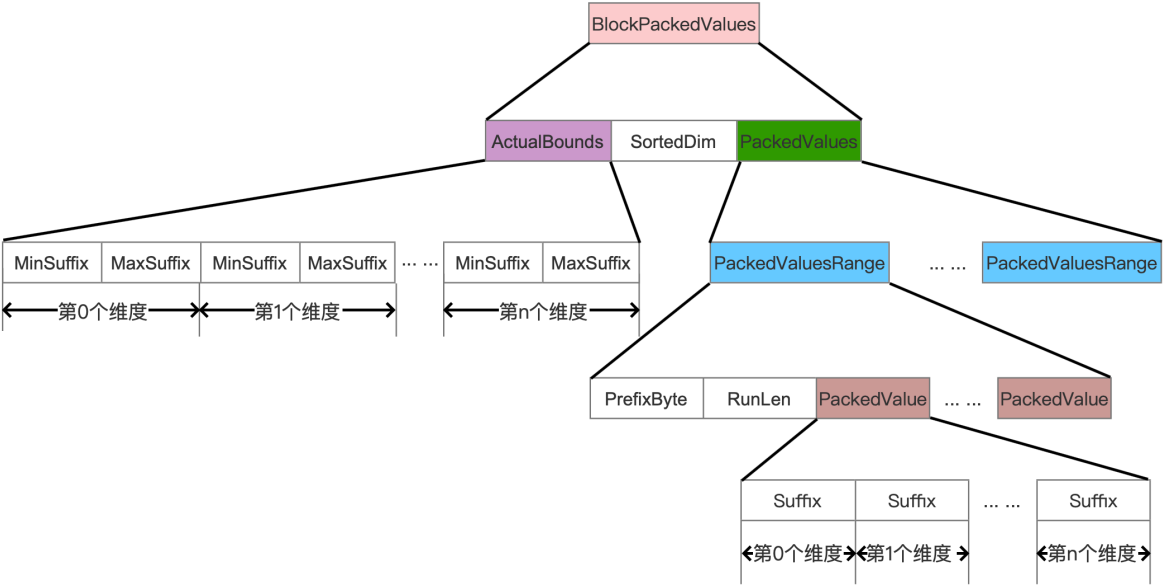 BlockPackedValues
ActualBounds SortedDim PackedValues
MinSuffix MaxSuffix MinSuffix MaxSuffix ... ... MinSuffix MaxSuffix PackedValuesRange ... ... PackedValuesRange
第0个维度 第1个维度 第n个维度
PrefixByte RunLen PackedValue ... ... PackedValue
Suffix Suffix ... ... Suffix
第0个维度 第1个维度 第n个维度